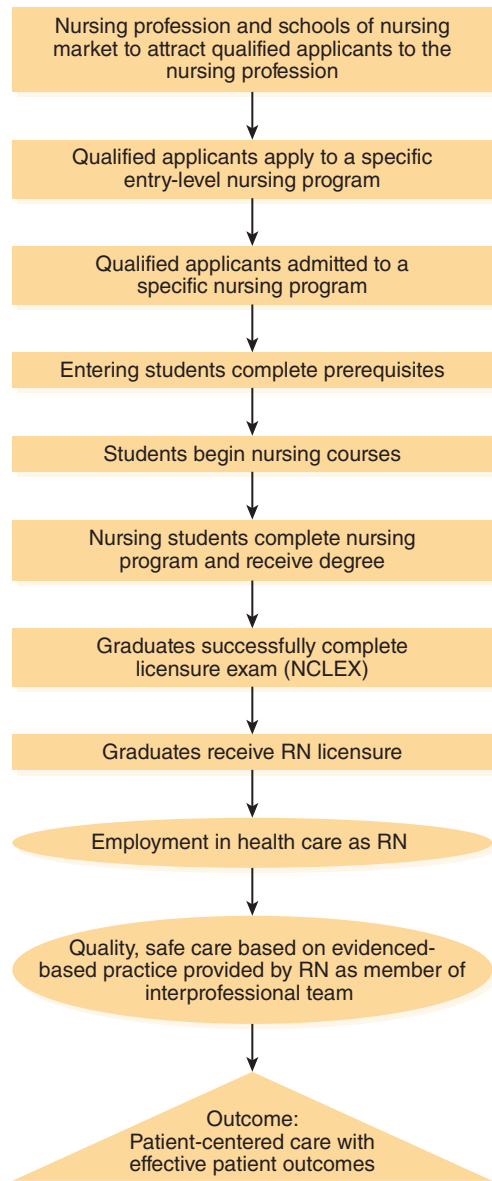 Nursing profession and schools of nursing
market to attract qualified applicants to the
nursing profession
Qualified applicants apply to a specific
entry-level nursing program
Qualified applicants admitted to a
specific nursing program
Entering students complete prerequisites
Students begin nursing courses
Nursing students complete nursing
program and receive degree
Graduates successfully complete
licensure exam (NCLEX)
Graduates receive RN licensure
Employment in health care as RN
Quality, safe care based on evidenced-
based practice provided by RN as member of
interprofessional team
Outcome:
Patient-centered care with
effective patient outcomes